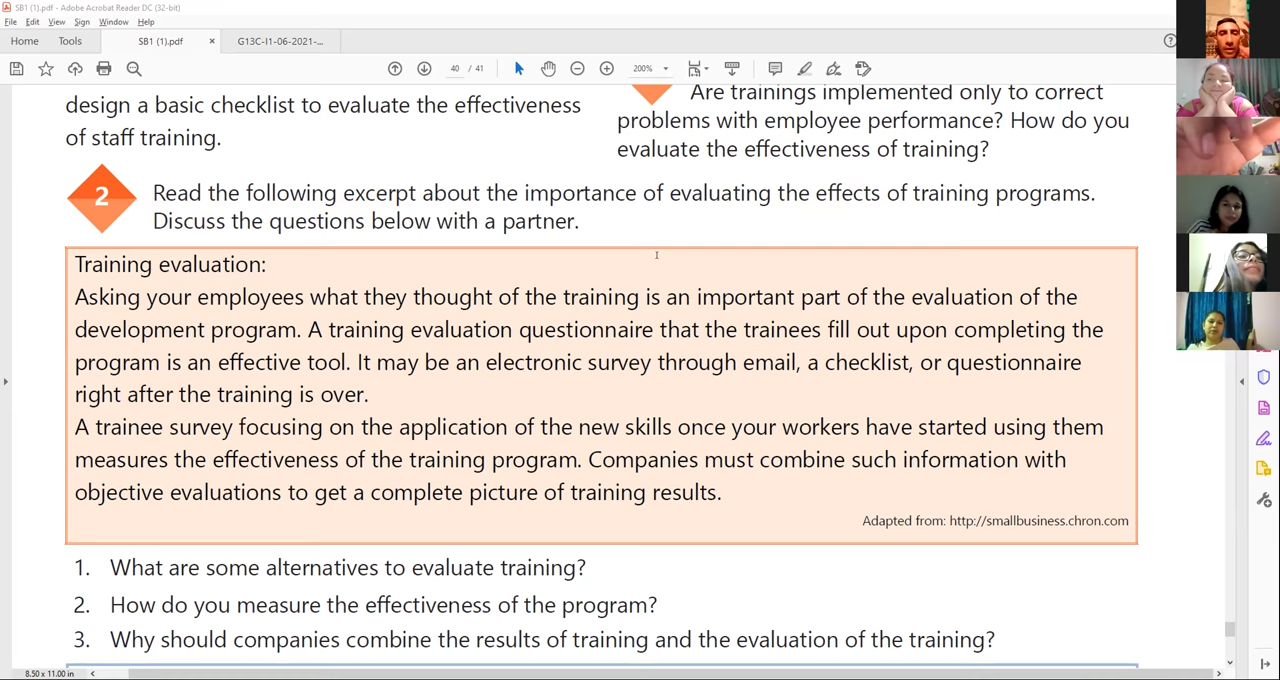 SB1 (1).pdf - Adobe Acrobat Reader DC (32-bit)
File Edit View Sign Window Help
Home Tools SB1 (1).pdf × G13C-I1-06-2021-...
40 / 41 200%
design a basic checklist to evaluate the effectiveness
of staff training.
Are trainings implemented only to correct
problems with employee performance? How do you
evaluate the effectiveness of training?
2
Read the following excerpt about the importance of evaluating the effects of training programs.
Discuss the questions below with a partner.
Training evaluation:
Asking your employees what they thought of the training is an important part of the evaluation of the
development program. A training evaluation questionnaire that the trainees fill out upon completing the
program is an effective tool. It may be an electronic survey through email, a checklist, or questionnaire
right after the training is over.
A trainee survey focusing on the application of the new skills once your workers have started using them
measures the effectiveness of the training program. Companies must combine such information with
objective evaluations to get a complete picture of training results.
Adapted from: http://smallbusiness.chron.com
1. What are some alternatives to evaluate training?
2. How do you measure the effectiveness of the program?
3. Why should companies combine the results of training and the evaluation of the training?
8.50 x 11.00 in